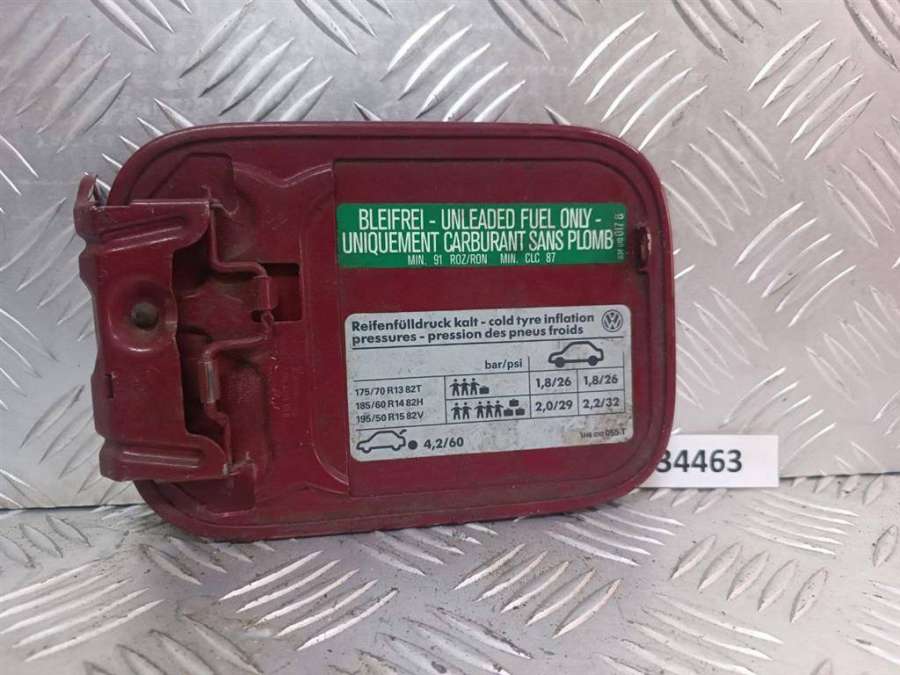 BLEIFREI - UNLEADED FUEL ONLY -
UNIQUEMENT CARBURANT SANS PLOMB
MIN. 91 ROZ/RON MIN. CLC 87
017 B
Reifenfülldruck kalt - cold tyre inflation
pressures - pression des pneus froids
bar/psi
175/70 R13 82T
185/60 R14 82H
195/50 R15 82V
1,8/26 1,8/26
2,0/29 2,2/32
4,2/60
055 T
34463